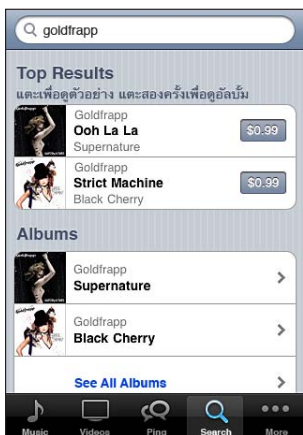 goldfrapp
Top Results
แตะเพื่อดูตัวอย่าง แตะสองครั้งเพื่อดูอัลบั้ม
Goldfrapp
Ooh La La
$0.99
Supernature
Goldfrapp
Strict Machine
$0.99
Black Cherry
Albums
Goldfrapp
Supernature
Goldfrapp
Black Cherry
See All Albums
Music Videos Ping Search More